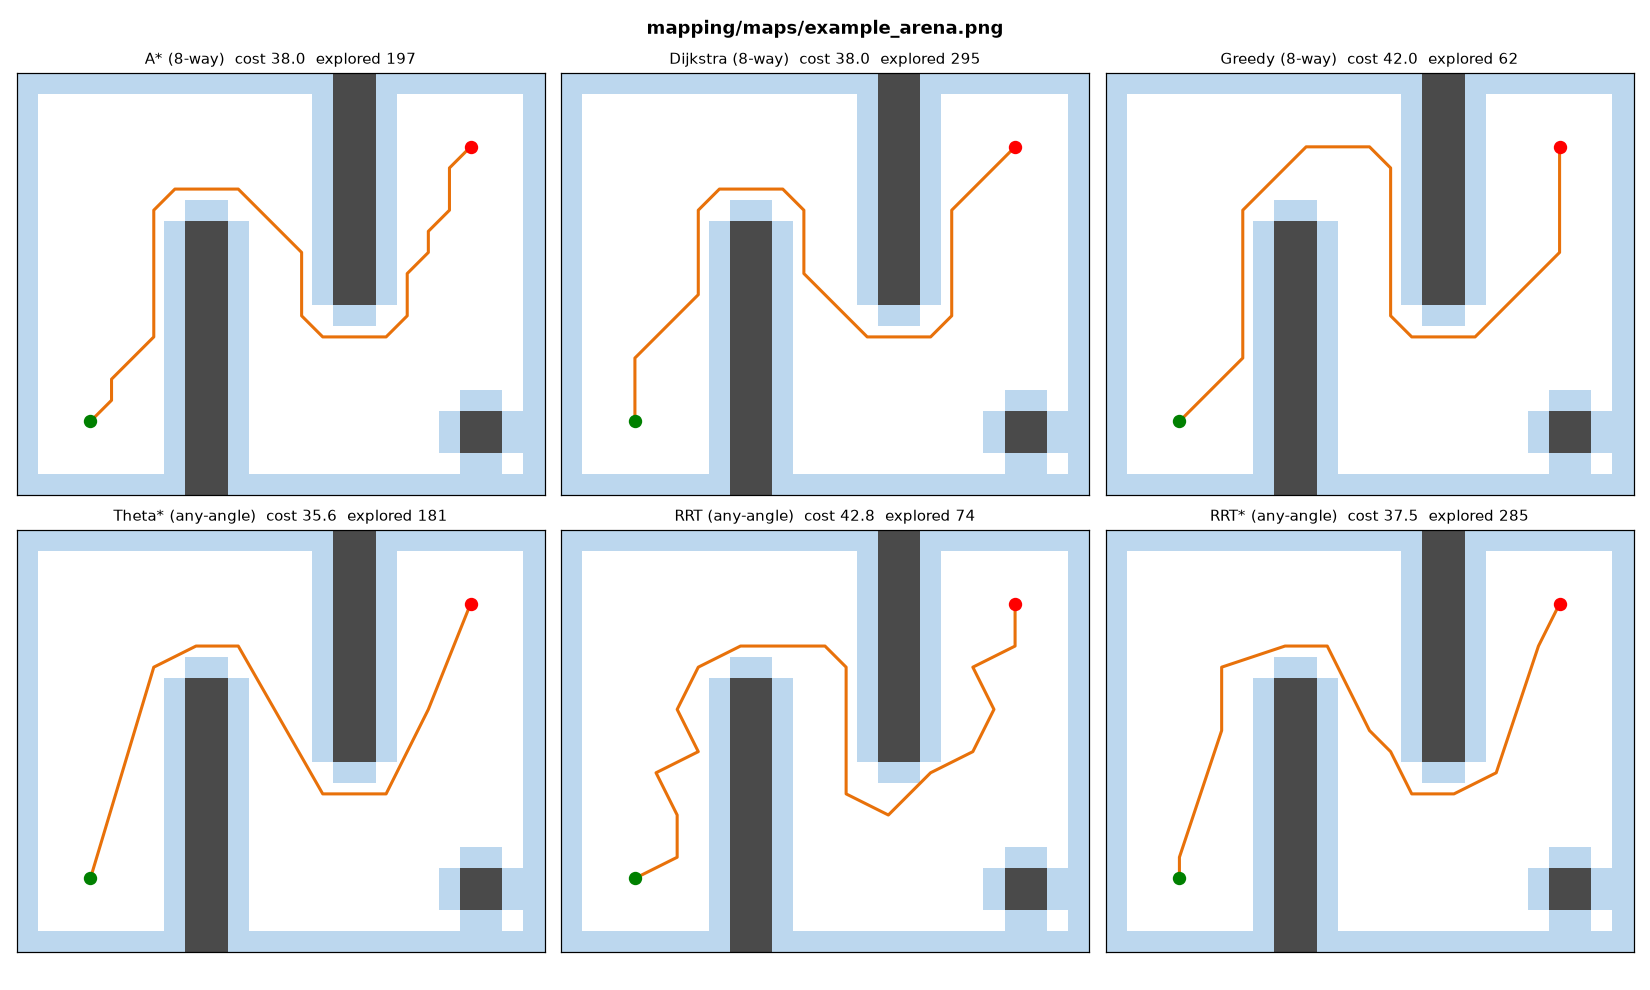 mapping/maps/example_arena.png
A* (8-way)  cost 38.0  explored 197
Dijkstra (8-way)  cost 38.0  explored 295
Greedy (8-way)  cost 42.0  explored 62
Theta* (any-angle)  cost 35.6  explored 181
RRT (any-angle)  cost 42.8  explored 74
RRT* (any-angle)  cost 37.5  explored 285